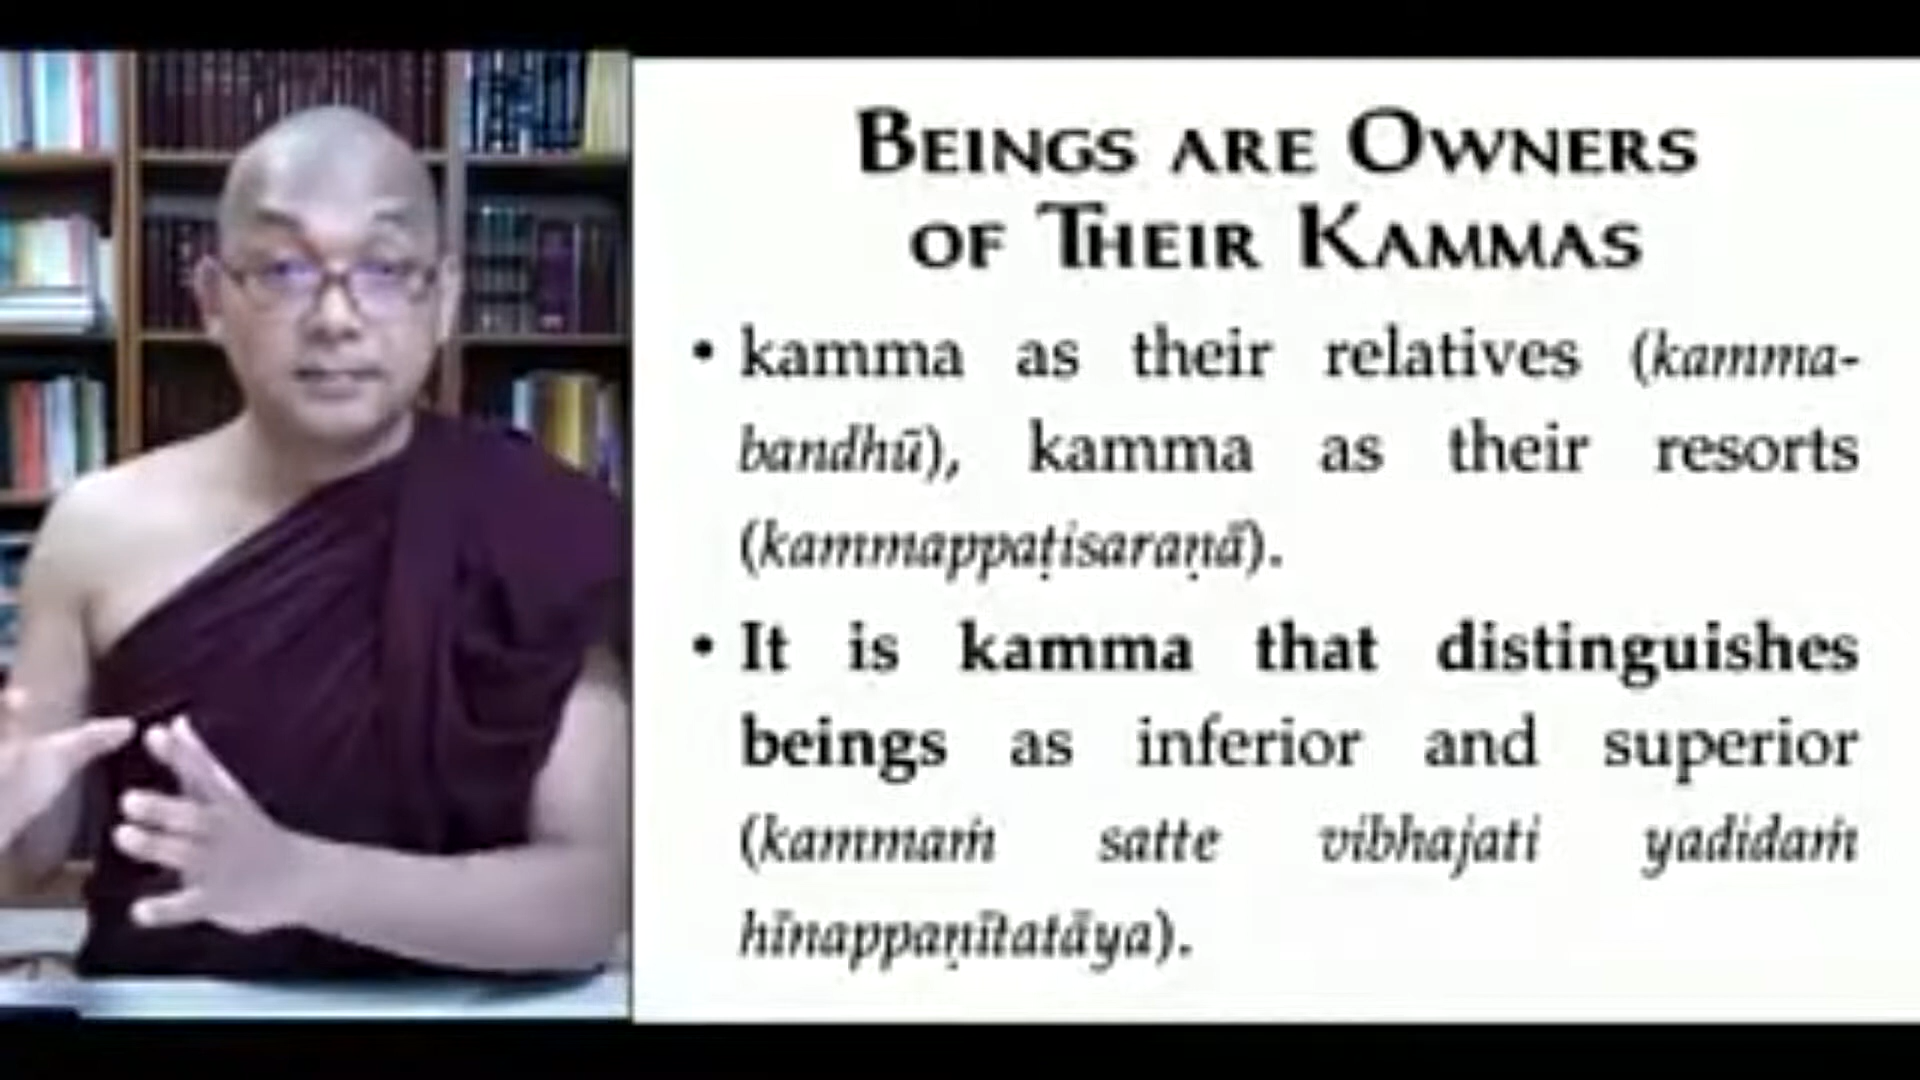 BEINGS ARE OWNERS
OF THEIR KAMMAS
• kamma as their relatives (kamma-
bandhū), kamma as their resorts
(kammappaṭisaraṇā).
• It is kamma that distinguishes
beings as inferior and superior
(kammaṁ satte vibhajati yadidaṁ
hīnappaṇītatāya).